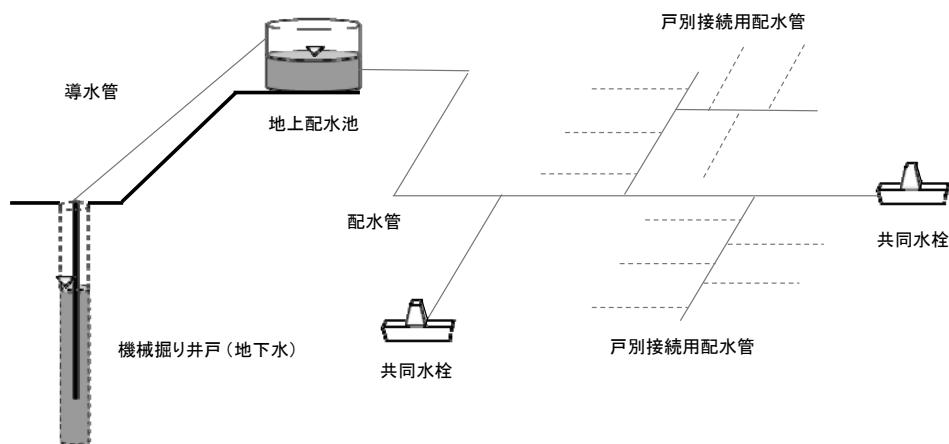 戸別接続用配水管
導水管
地上配水池
配水管
共同水栓
機械掘り井戸（地下水）
戸別接続用配水管
共同水栓